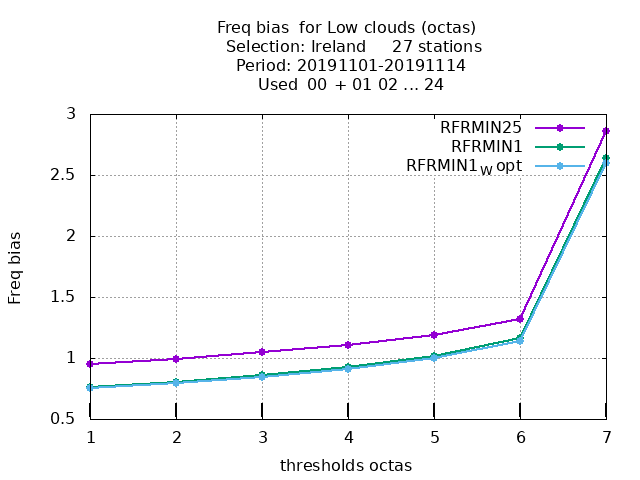 Freq bias  for Low clouds (octas)
Selection: Ireland     27 stations
Period: 20191101-20191114
Used  00 + 01 02 ... 24
RFRMIN25
RFRMIN1
RFRMIN1W opt
3
2.5
2
1.5
1
0.5
Freq bias
1 2 3 4 5 6 7
thresholds octas